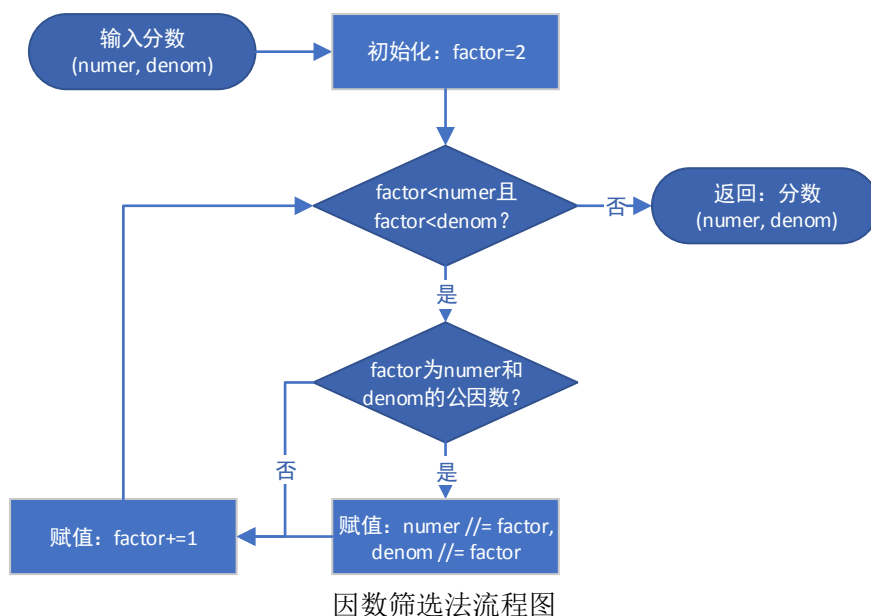 输入分数
(numer, denom)
初始化：factor=2
factor<numer且
factor<denom？
否
返回：分数
(numer, denom)
是
factor为numer和
denom的公因数？
否
是
赋值：factor+=1
赋值：numer //= factor,
denom //= factor
因数筛选法流程图